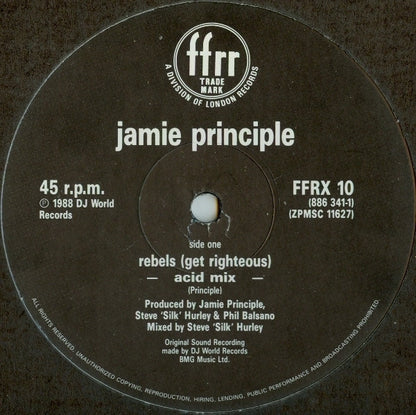 ffrr
TRADE
MARK
A DIVISION OF LONDON RECORDS
jamie principle
45 r.p.m.
℗ 1988 DJ World
Records
FFRX 10
(886 341-1)
(ZPMSC 11627)
side one
rebels (get righteous)
— acid mix —
(Principle)
Produced by Jamie Principle,
Steve ‘Silk’ Hurley & Phil Balsano
Mixed by Steve ‘Silk’ Hurley
Original Sound Recording
made by DJ World Records
BMG Music Ltd.
ALL RIGHTS RESERVED. UNAUTHORIZED COPYING, REPRODUCTION, HIRING, LENDING, PUBLIC PERFORMANCE AND BROADCASTING PROHIBITED.